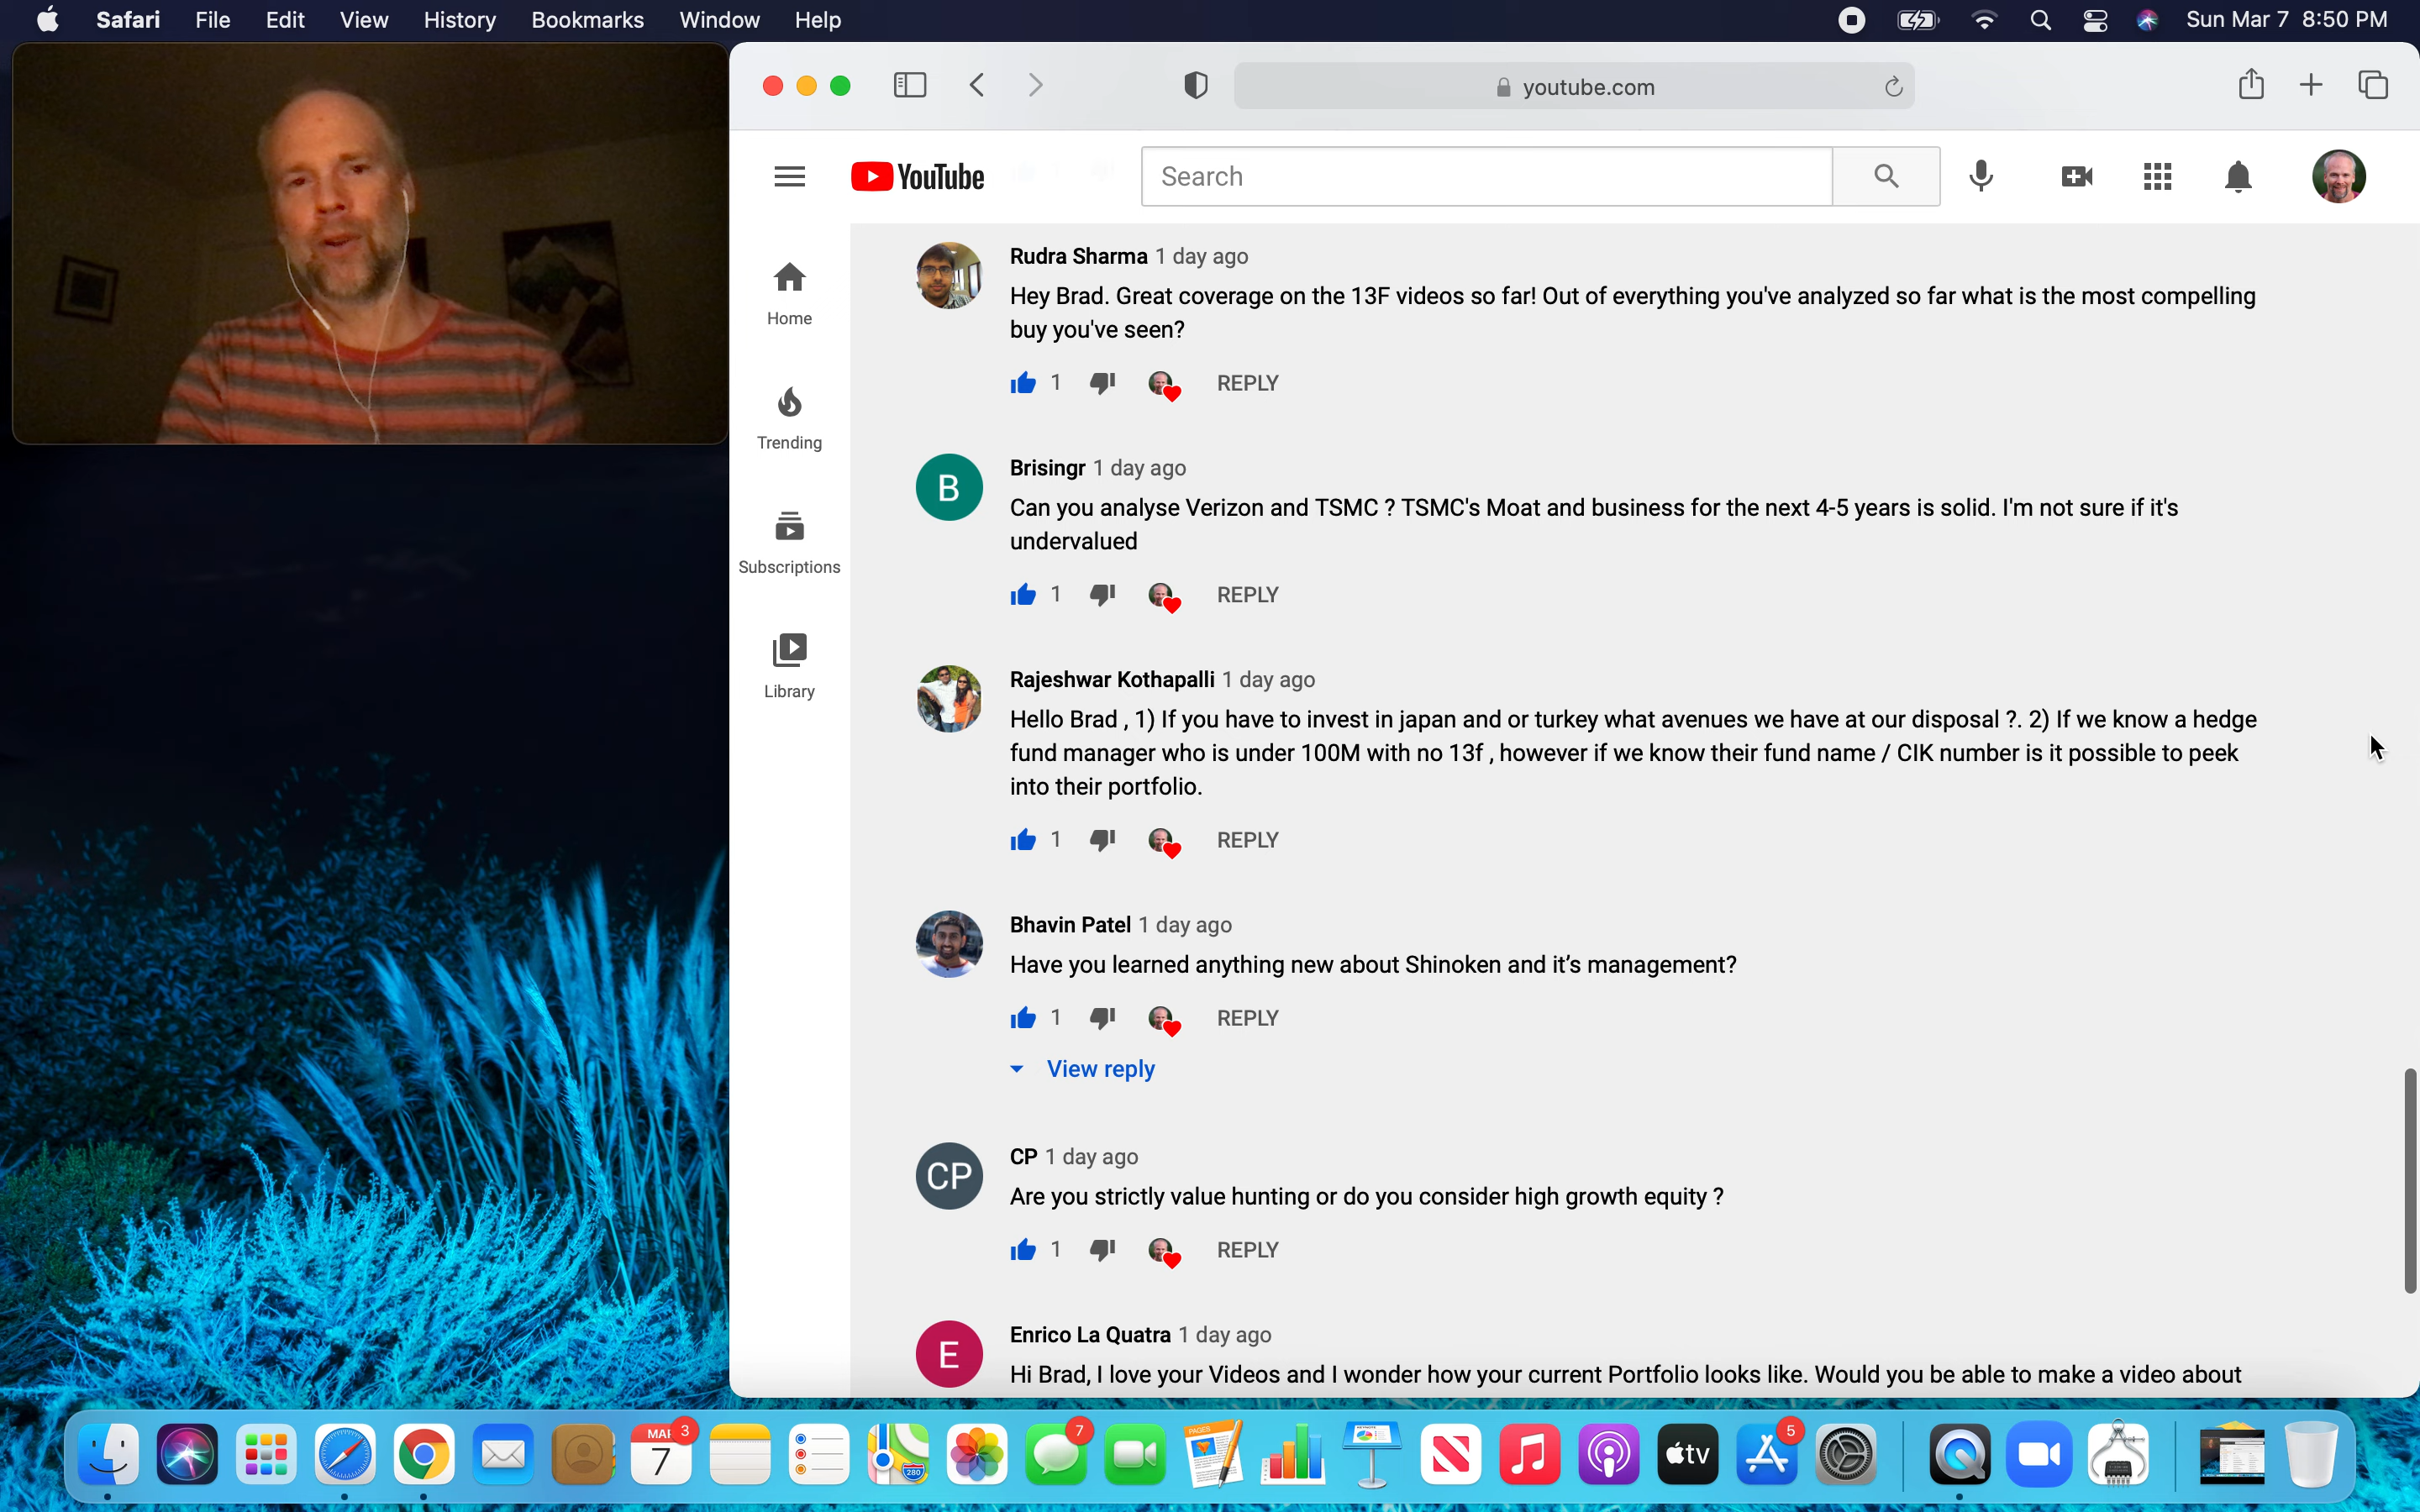 Safari File Edit View History Bookmarks Window Help Sun Mar 7 8:50 PM
youtube.com
YouTube Search
Home
Trending
Subscriptions
Library
Rudra Sharma 1 day ago
Hey Brad. Great coverage on the 13F videos so far! Out of everything you've analyzed so far what is the most compelling
buy you've seen?
1 REPLY
B
Brisingr 1 day ago
Can you analyse Verizon and TSMC ? TSMC's Moat and business for the next 4-5 years is solid. I'm not sure if it's
undervalued
1 REPLY
Rajeshwar Kothapalli 1 day ago
Hello Brad , 1) If you have to invest in japan and or turkey what avenues we have at our disposal ?. 2) If we know a hedge
fund manager who is under 100M with no 13f , however if we know their fund name / CIK number is it possible to peek
into their portfolio.
1 REPLY
Bhavin Patel 1 day ago
Have you learned anything new about Shinoken and it’s management?
1 REPLY
View reply
CP
CP 1 day ago
Are you strictly value hunting or do you consider high growth equity ?
1 REPLY
E
Enrico La Quatra 1 day ago
Hi Brad, I love your Videos and I wonder how your current Portfolio looks like. Would you be able to make a video about
3 7 280 7 tv 5